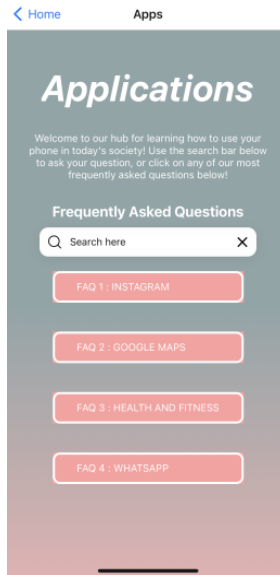 Home
Apps
Applications
Welcome to our hub for learning how to use your
phone in today's society! Use the search bar below
to ask your question, or click on any of our most
frequently asked questions below!
Frequently Asked Questions
Search here
FAQ 1 : INSTAGRAM
FAQ 2 : GOOGLE MAPS
FAQ 3 : HEALTH AND FITNESS
FAQ 4 : WHATSAPP